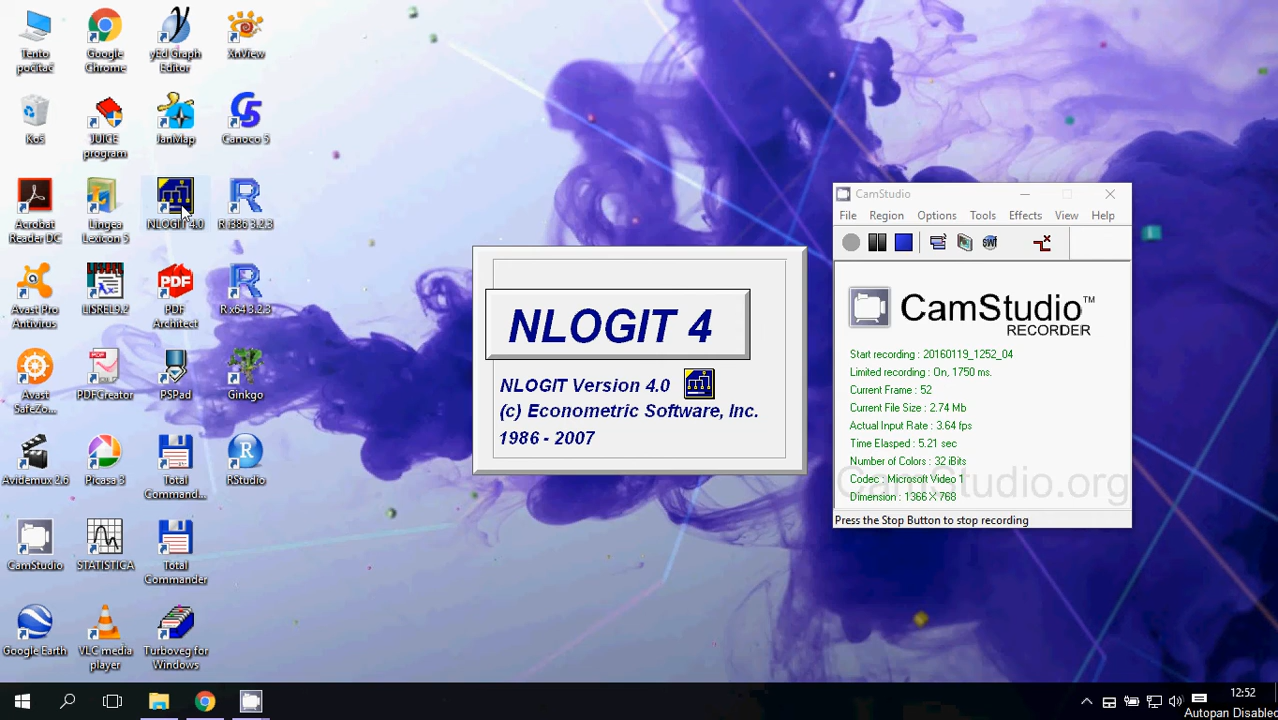 Tento
počítač
Google
Chrome
yEd Graph
Editor
XnView
Koš
JUICE
program
JanMap
Canoco 5
Acrobat
Reader DC
Lingea
Lexicon 5
NLOGIT 4.0
R i386 3.2.3
Avast Pro
Antivirus
LISREL9.2
PDF
Architect
R x64 3.2.3
Avast
SafeZo...
PDFCreator
PSPad
Ginkgo
Avidemux 2.6
Picasa 3
Total
Command...
RStudio
CamStudio
STATISTICA
Total
Commander
Google Earth
VLC media
player
Turboveg for
Windows
NLOGIT 4
NLOGIT Version 4.0
(c) Econometric Software, Inc.
1986 - 2007
CamStudio
File Region Options Tools Effects View Help
CamStudio™
RECORDER
Start recording : 20160119_1252_04
Limited recording : On, 1750 ms.
Current Frame : 52
Current File Size : 2.74 Mb
Actual Input Rate : 3.64 fps
Time Elasped : 5.21 sec
Number of Colors : 32 iBits
Codec : Microsoft Video 1
Dimension : 1366 X 768
CamStudio.org
Press the Stop Button to stop recording
12:52
Autopan Disabled